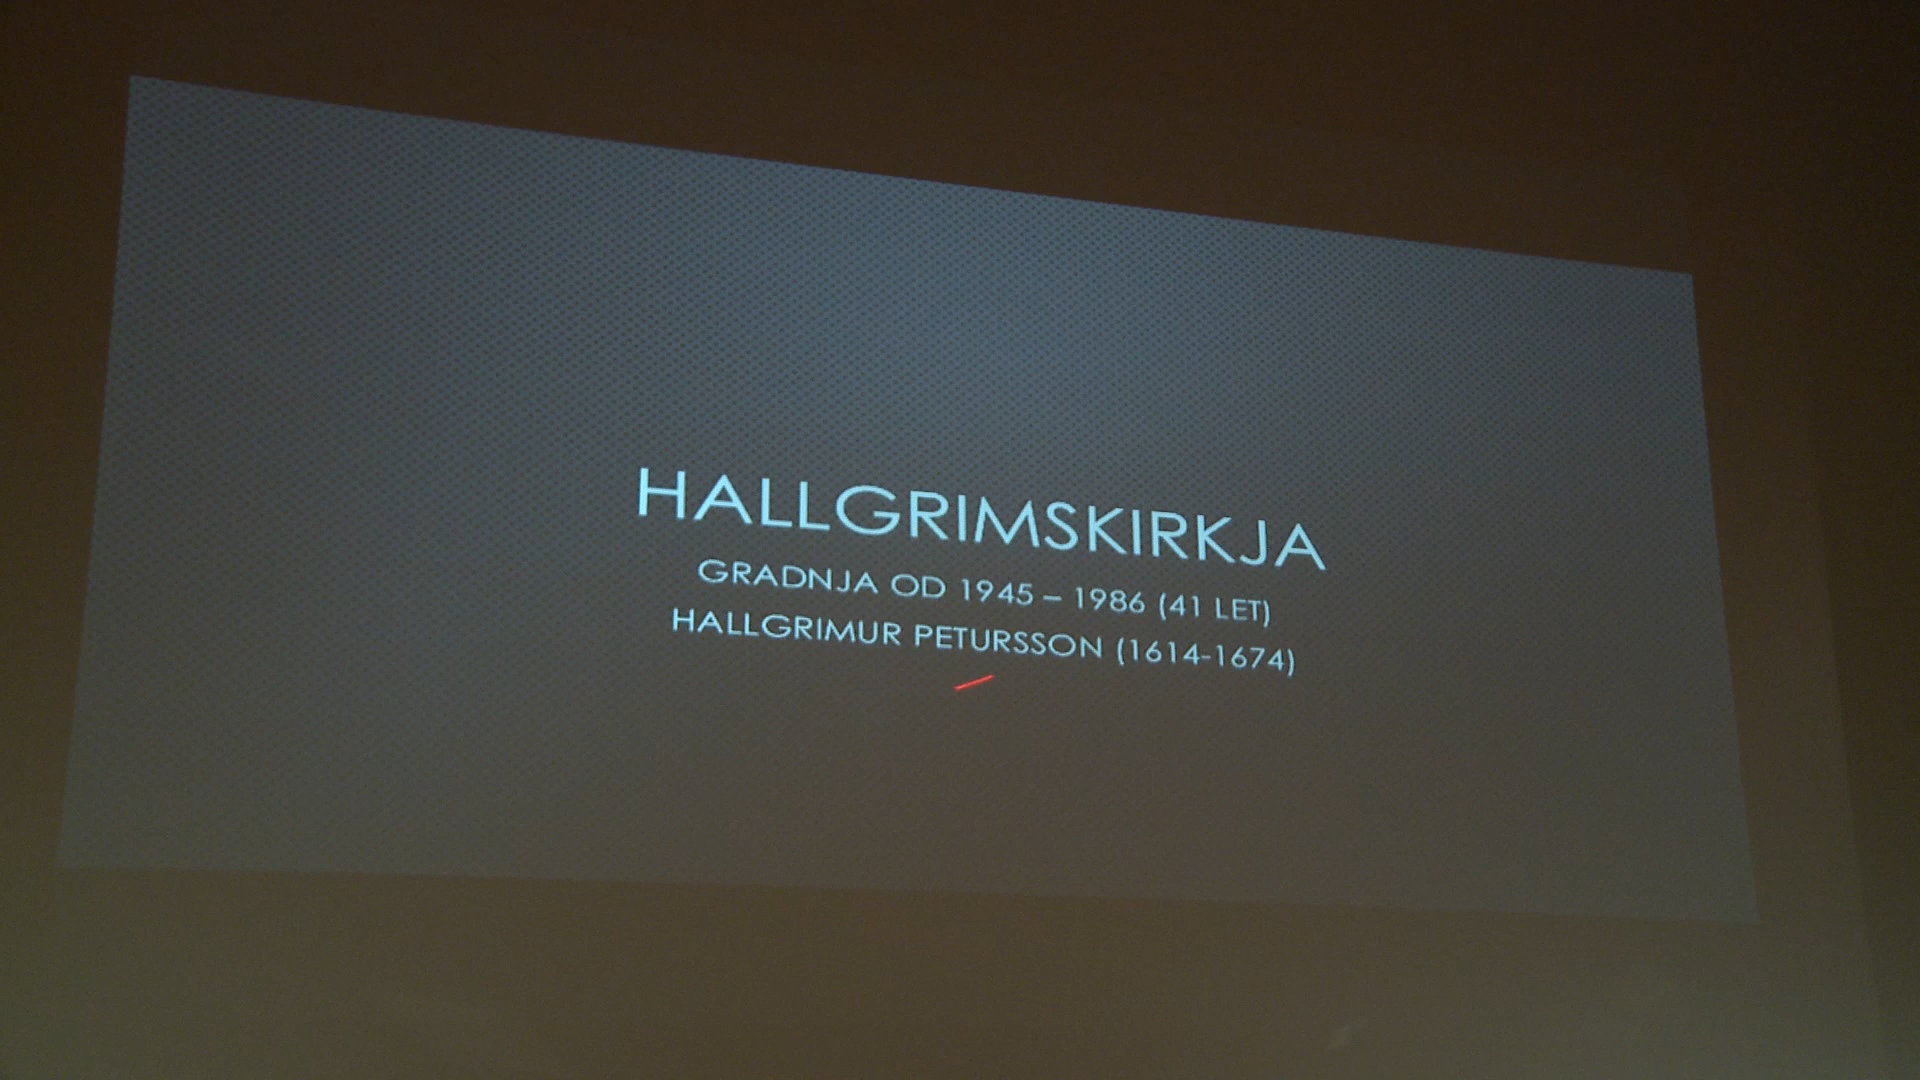 HALLGRIMSKIRKJA
GRADNJA OD 1945 – 1986 (41 LET)
HALLGRIMUR PETURSSON (1614-1674)